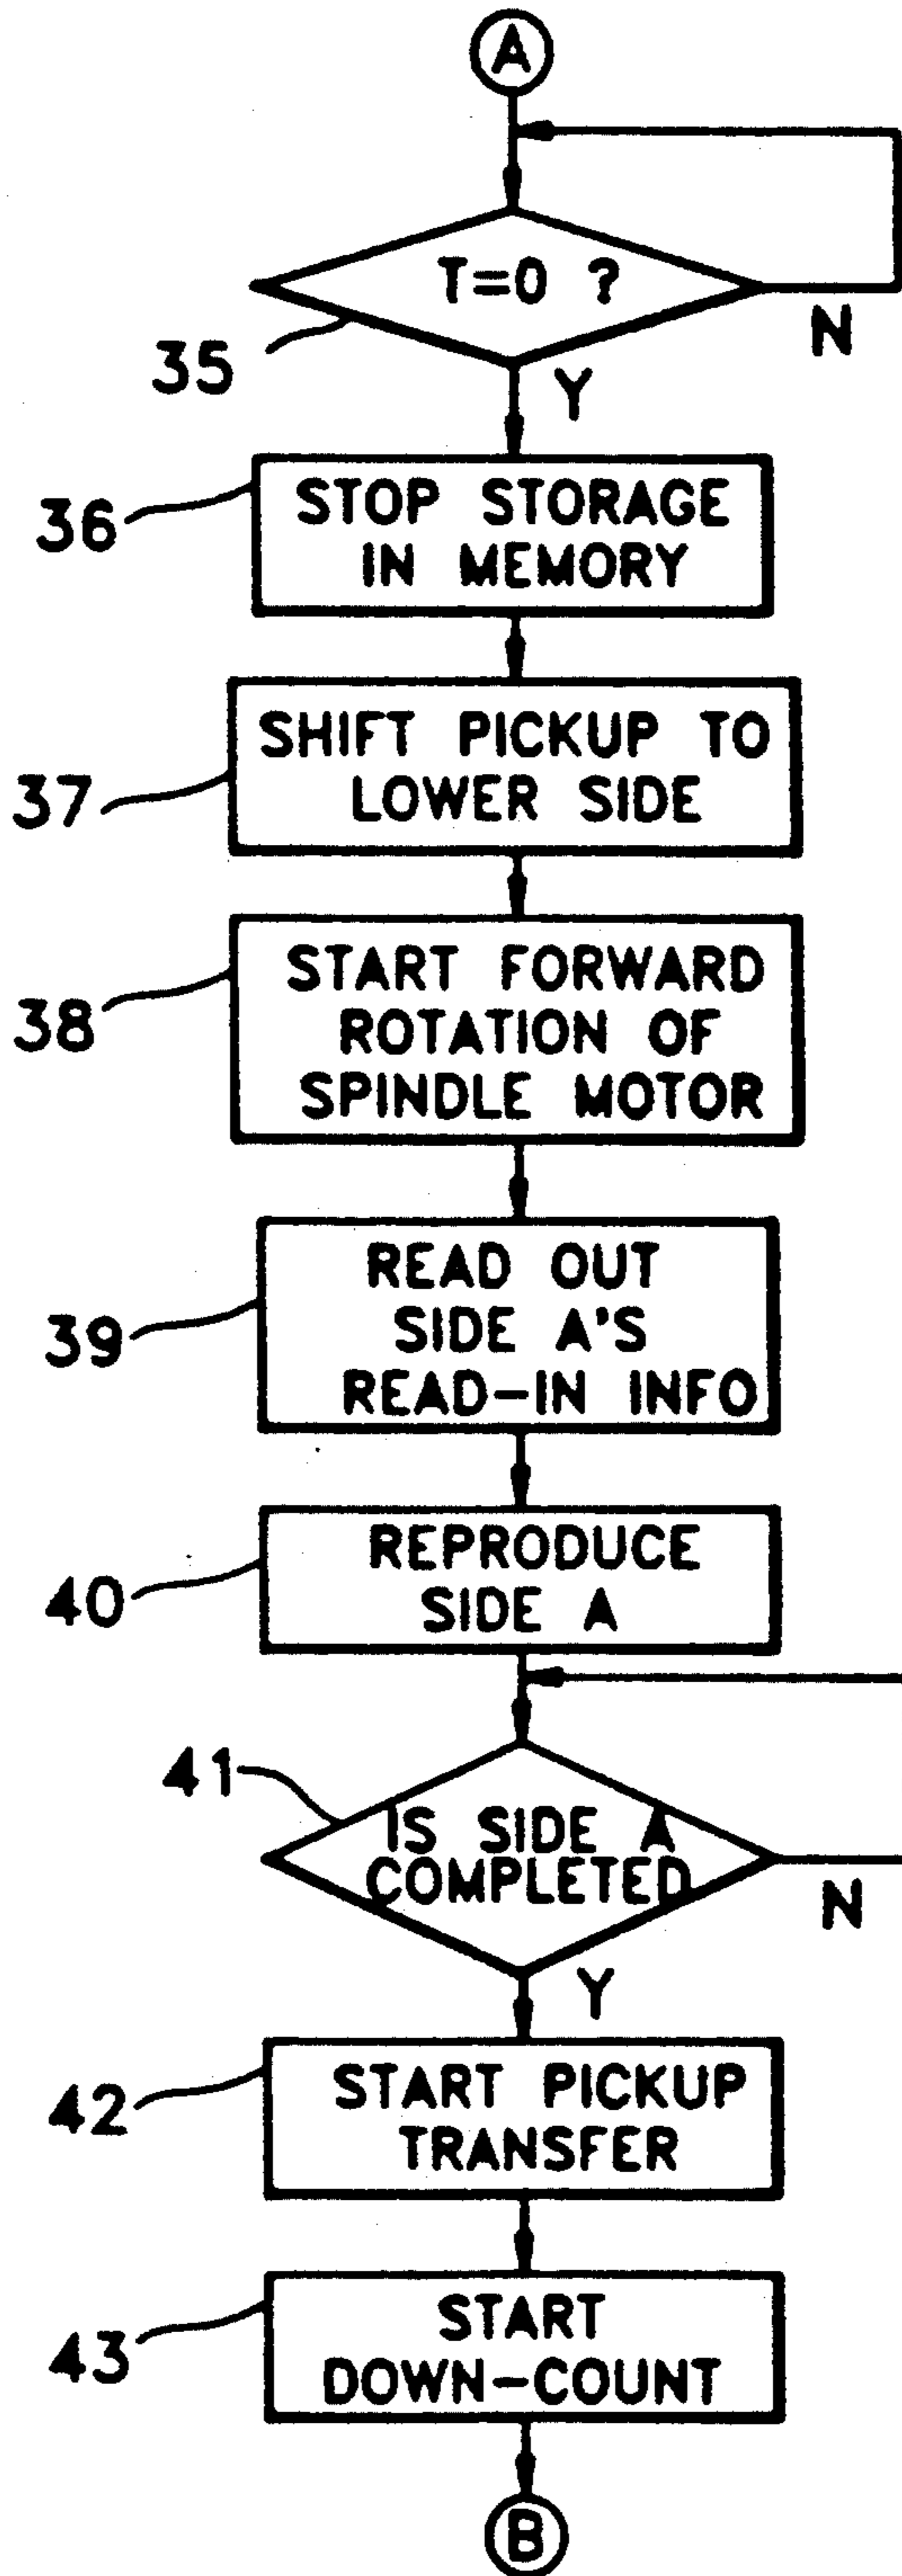 A
T=0 ?
N
35
Y
36
STOP STORAGE
IN MEMORY
37
SHIFT PICKUP TO
LOWER SIDE
38
START FORWARD
ROTATION OF
SPINDLE MOTOR
39
READ OUT
SIDE A'S
READ-IN INFO
40
REPRODUCE
SIDE A
41
IS SIDE A
COMPLETED
N
Y
42
START PICKUP
TRANSFER
43
START
DOWN-COUNT
B